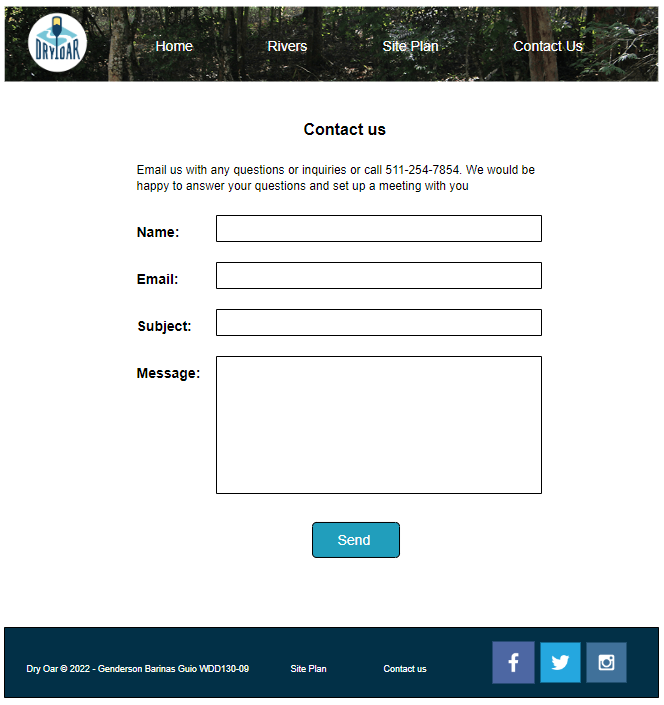 DRY OAR
Home Rivers Site Plan Contact Us
Contact us
Email us with any questions or inquiries or call 511-254-7854. We would be
happy to answer your questions and set up a meeting with you
Name:
Email:
Subject:
Message:
Send
Dry Oar © 2022 - Genderson Barinas Guio WDD130-09 Site Plan Contact us
f